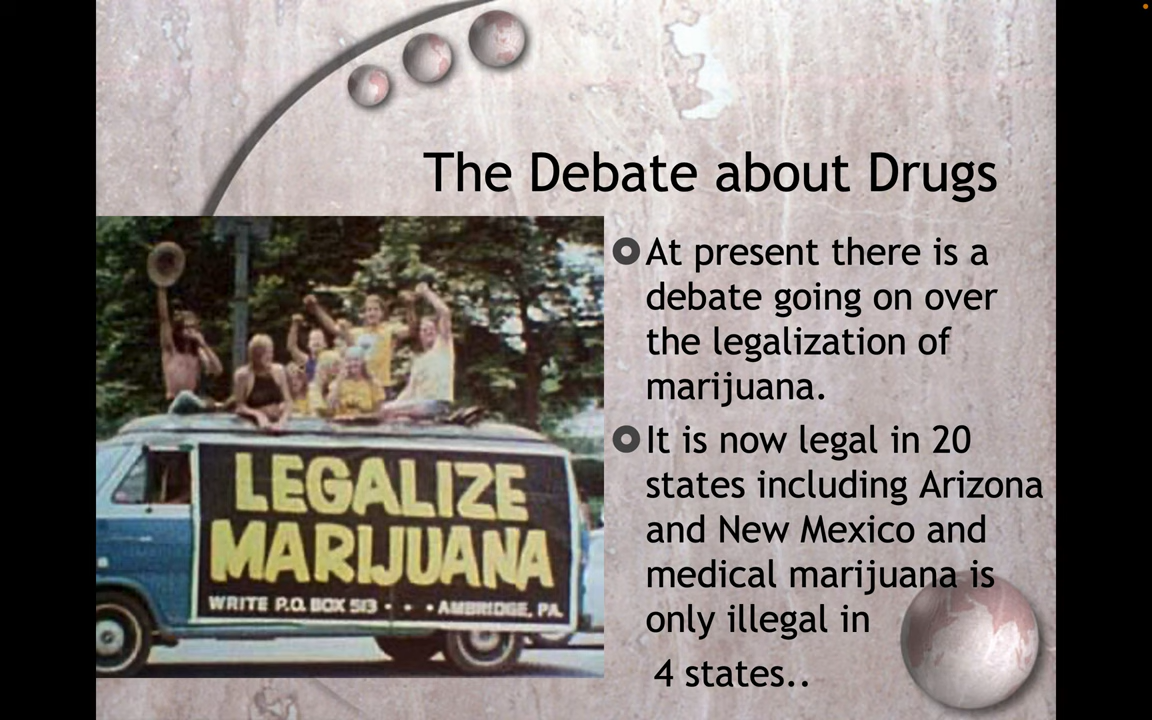 The Debate about Drugs
At present there is a
debate going on over
the legalization of
marijuana.
It is now legal in 20
states including Arizona
and New Mexico and
medical marijuana is
only illegal in
4 states..
LEGALIZE
MARIJUANA
WRITE P.O. BOX 513 • • • AMBRIDGE, PA.